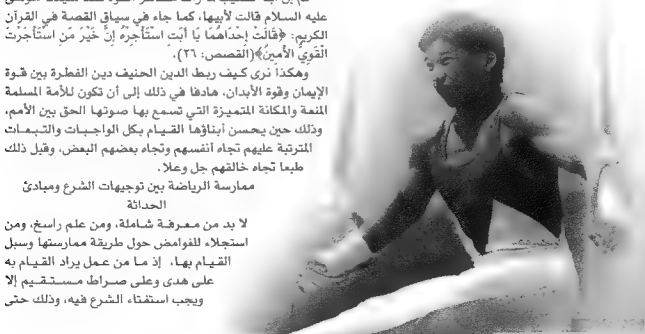 عليه السلام قالت لأبيها، كما جاء في سياق القصة في القرآن
الكريم: ﴿قَالَتْ إِحْدَاهُمَا يَا أَبَتِ اسْتَأْجِرْهُ إِنَّ خَيْرَ مَنِ اسْتَأْجَرْتَ
الْقَوِيُّ الأَمِينُ﴾(القصص: ٢٦).
وهكذا نرى كيف ربط الدين الحنيف دين الفطرة بين قوة
الإيمان وقوة الأبدان، هادفا في ذلك إلى أن تكون للأمة المسلمة
المنعة والمكانة المتميزة التي تسمع بها صوتها الحق بين الأمم،
وذلك حين يحسن أبناؤها القيام بكل الواجبات والتبعات
المترتبة عليهم تجاه أنفسهم وتجاه بعضهم البعض، وقبل ذلك
طبعا تجاه خالقهم جل وعلا.
ممارسة الرياضة بين توجيهات الشرع ومبادئ
الحداثة
لا بد من معرفة شاملة، ومن علم راسخ، ومن
استجلاء للغوامض حول طريقة ممارستها وسبل
القيام بها، إذ ما من عمل يراد القيام به
على هدى وعلى صراط مستقيم إلا
ويجب استفتاء الشرع فيه، وذلك حتى